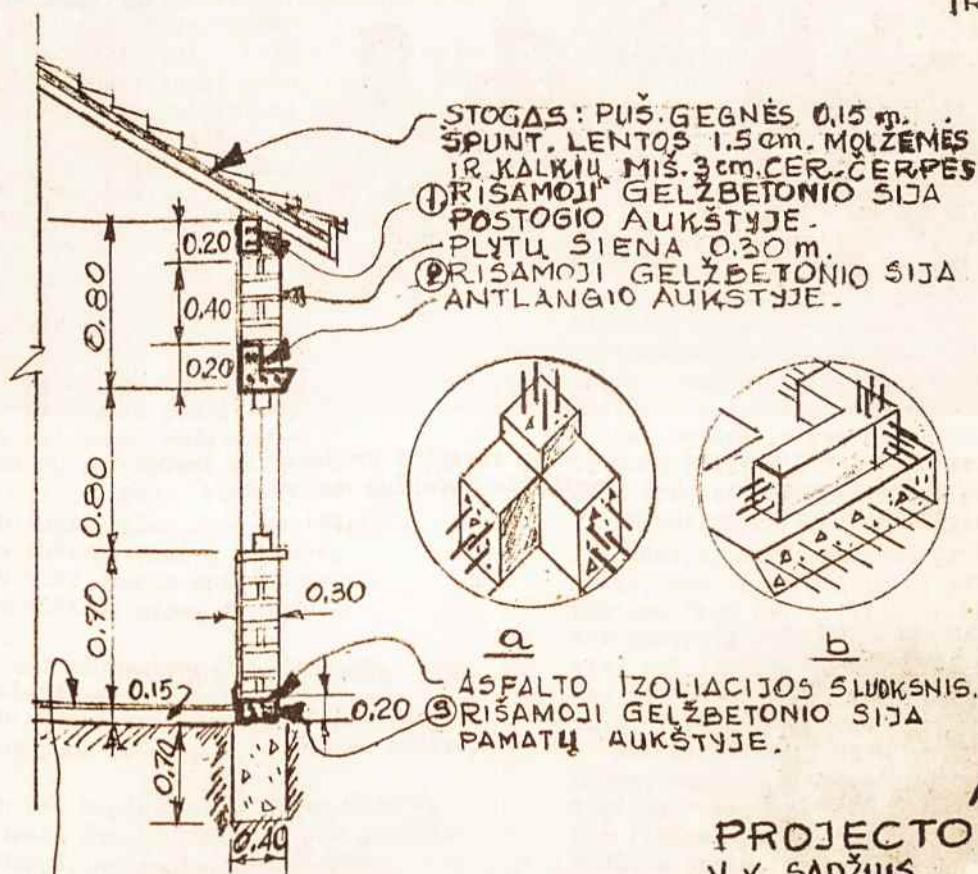 STOGAS: PUŠ. GEGNĖS 0.15 m.
ŠPUNT. LENTOS 1.5 cm. MOLŽEMĖS
IR KALKIŲ MIŠ. 3 cm. ČER. ČERPĖS
① RIŠAMOJI GELŽBETONIO SIJA
POSTOGIO AUKŠTYJE.
PLYTŲ SIENA 0.30 m.
② RIŠAMOJI GELŽBETONIO SIJA
ANTLANGIO AUKŠTYJE.
0.20
0.80
0.40
0.20
0.80
0.70
0.30
a
b
ASFALTO IZOLIACIJOS SLUOKSNIS.
③ RIŠAMOJI GELŽBETONIO SIJA
PAMATŲ AUKŠTYJE.
0.15
0.20
0.70
0.40
PROJECTO
V.V. SADŽIUS